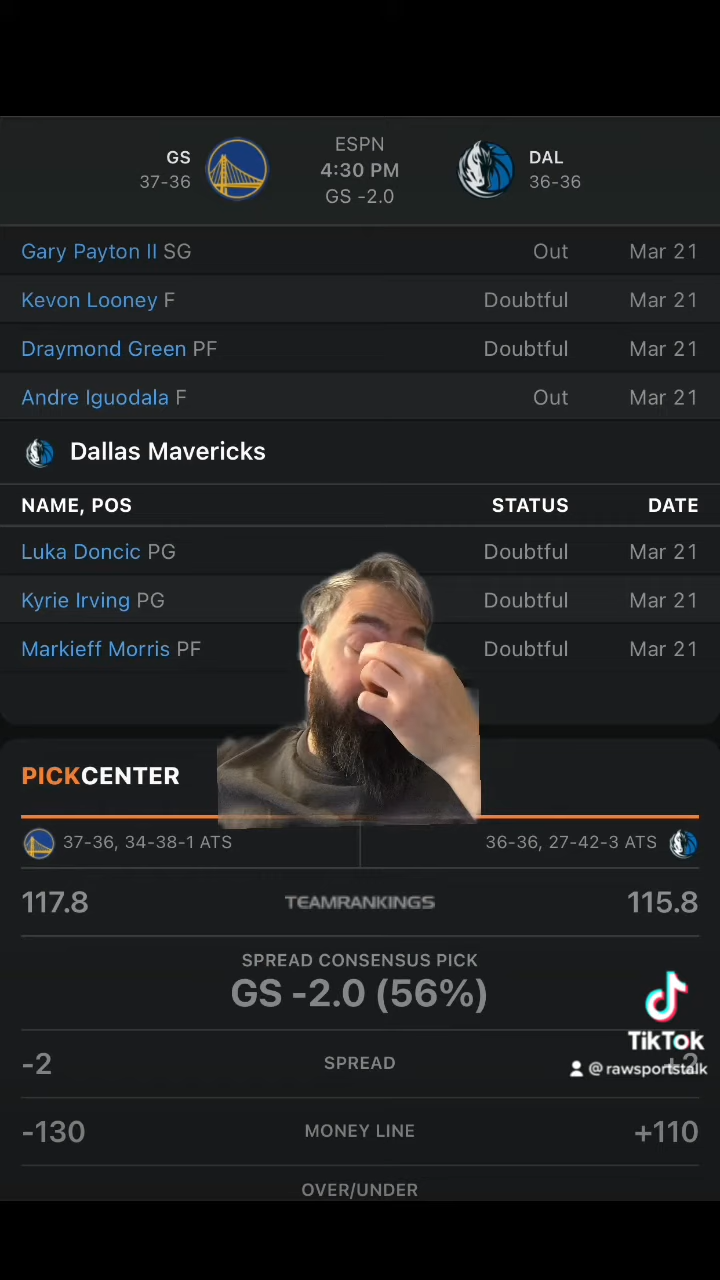 ESPN
GS 4:30 PM DAL
37-36 GS -2.0 36-36
Gary Payton II SG Out Mar 21
Kevon Looney F Doubtful Mar 21
Draymond Green PF Doubtful Mar 21
Andre Iguodala F Out Mar 21
Dallas Mavericks
NAME, POS STATUS DATE
Luka Doncic PG Doubtful Mar 21
Kyrie Irving PG Doubtful Mar 21
Markieff Morris PF Doubtful Mar 21
PICKCENTER
37-36, 34-38-1 ATS 36-36, 27-42-3 ATS
117.8 TEAMRANKINGS 115.8
SPREAD CONSENSUS PICK
GS -2.0 (56%)
TikTok
-2 SPREAD +2
@rawsportstalk
-130 MONEY LINE +110
OVER/UNDER